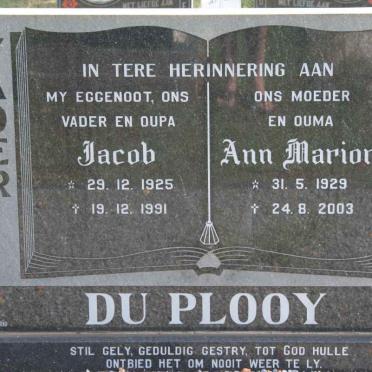 IN TERE HERINNERING AAN
MY EGGENOOT, ONS
VADER EN OUPA
Jacob
☆ 29. 12. 1925
✝ 19. 12. 1991
ONS MOEDER
EN OUMA
Ann Marion
☆ 31. 5. 1929
✝ 24. 8. 2003
DU PLOOY
STIL GELY, GEDULDIG GESTRY, TOT GOD HULLE
ONTBIED HET OM NOOIT WEER TE LY.